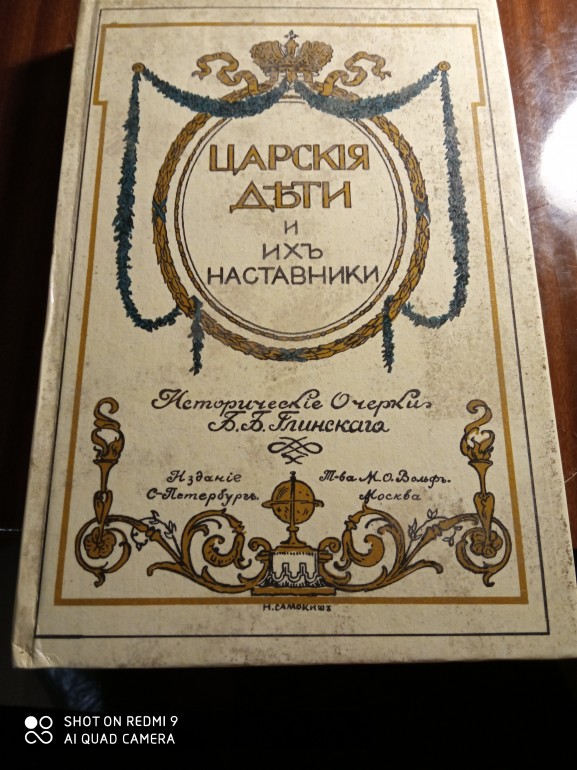 ЦАРСКІЯ
ДѢТИ
И
ИХЪ
НАСТАВНИКИ
Историческіе Очерки
Б. Б. Глинскаго
Изданіе Т-ва М. О. Вольфъ.
С-Петербургъ. Москва
Н. САМОКИШЪ
SHOT ON REDMI 9
AI QUAD CAMERA